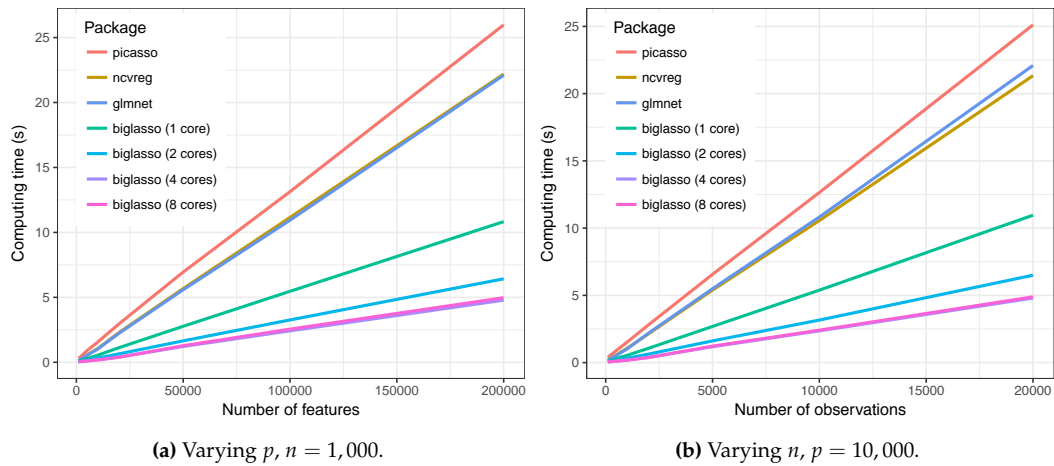 Package
picasso
ncvreg
glmnet
biglasso (1 core)
biglasso (2 cores)
biglasso (4 cores)
biglasso (8 cores)
Computing time (s)
25
20
15
10
5
0
0 50000 100000 150000 200000
Number of features
(a) Varying p, n = 1,000.
Package
picasso
ncvreg
glmnet
biglasso (1 core)
biglasso (2 cores)
biglasso (4 cores)
biglasso (8 cores)
Computing time (s)
25
20
15
10
5
0
0 5000 10000 15000 20000
Number of observations
(b) Varying n, p = 10,000.